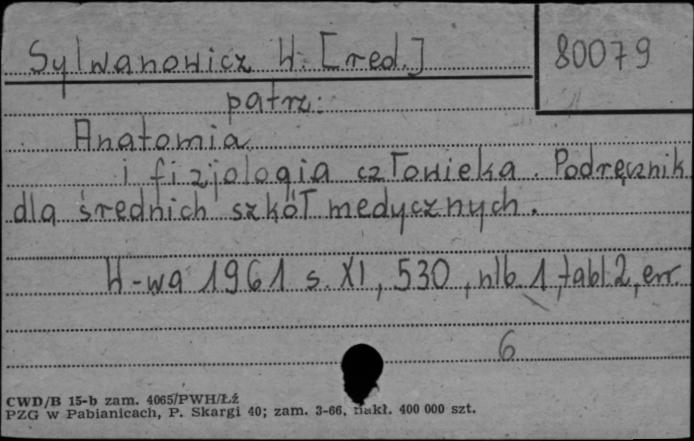 Sylwanowicz W. [red.]
80079
patrz:
Anatomia
i fizjologia człowieka. Podręcznik
dla średnich szkół medycznych.
W-wa 1961 s. XI, 530, nlb. 1, tabl. 2, err.
6
CWD/B 15-b zam. 4065/PWH/Łź
PZG w Pabianicach, P. Skargi 40; zam. 3-66, nakł. 400 000 szt.